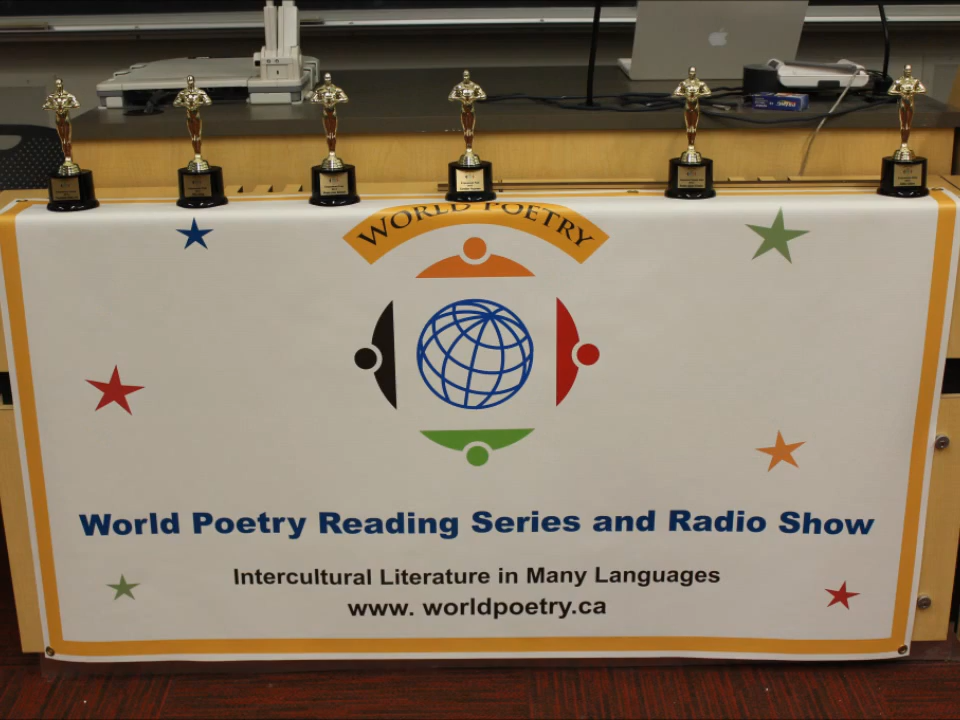 WORLD POETRY
World Poetry Reading Series and Radio Show
Intercultural Literature in Many Languages
www. worldpoetry.ca